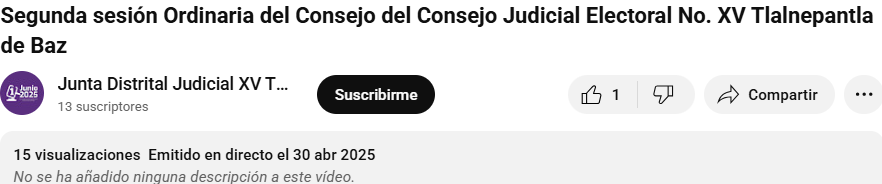 Segunda sesión Ordinaria del Consejo del Consejo Judicial Electoral No. XV Tlalnepantla
de Baz
Junio
2025
Junta Distrital Judicial XV T...
13 suscriptores
Suscribirme
1
Compartir
15 visualizaciones Emitido en directo el 30 abr 2025
No se ha añadido ninguna descripción a este vídeo.